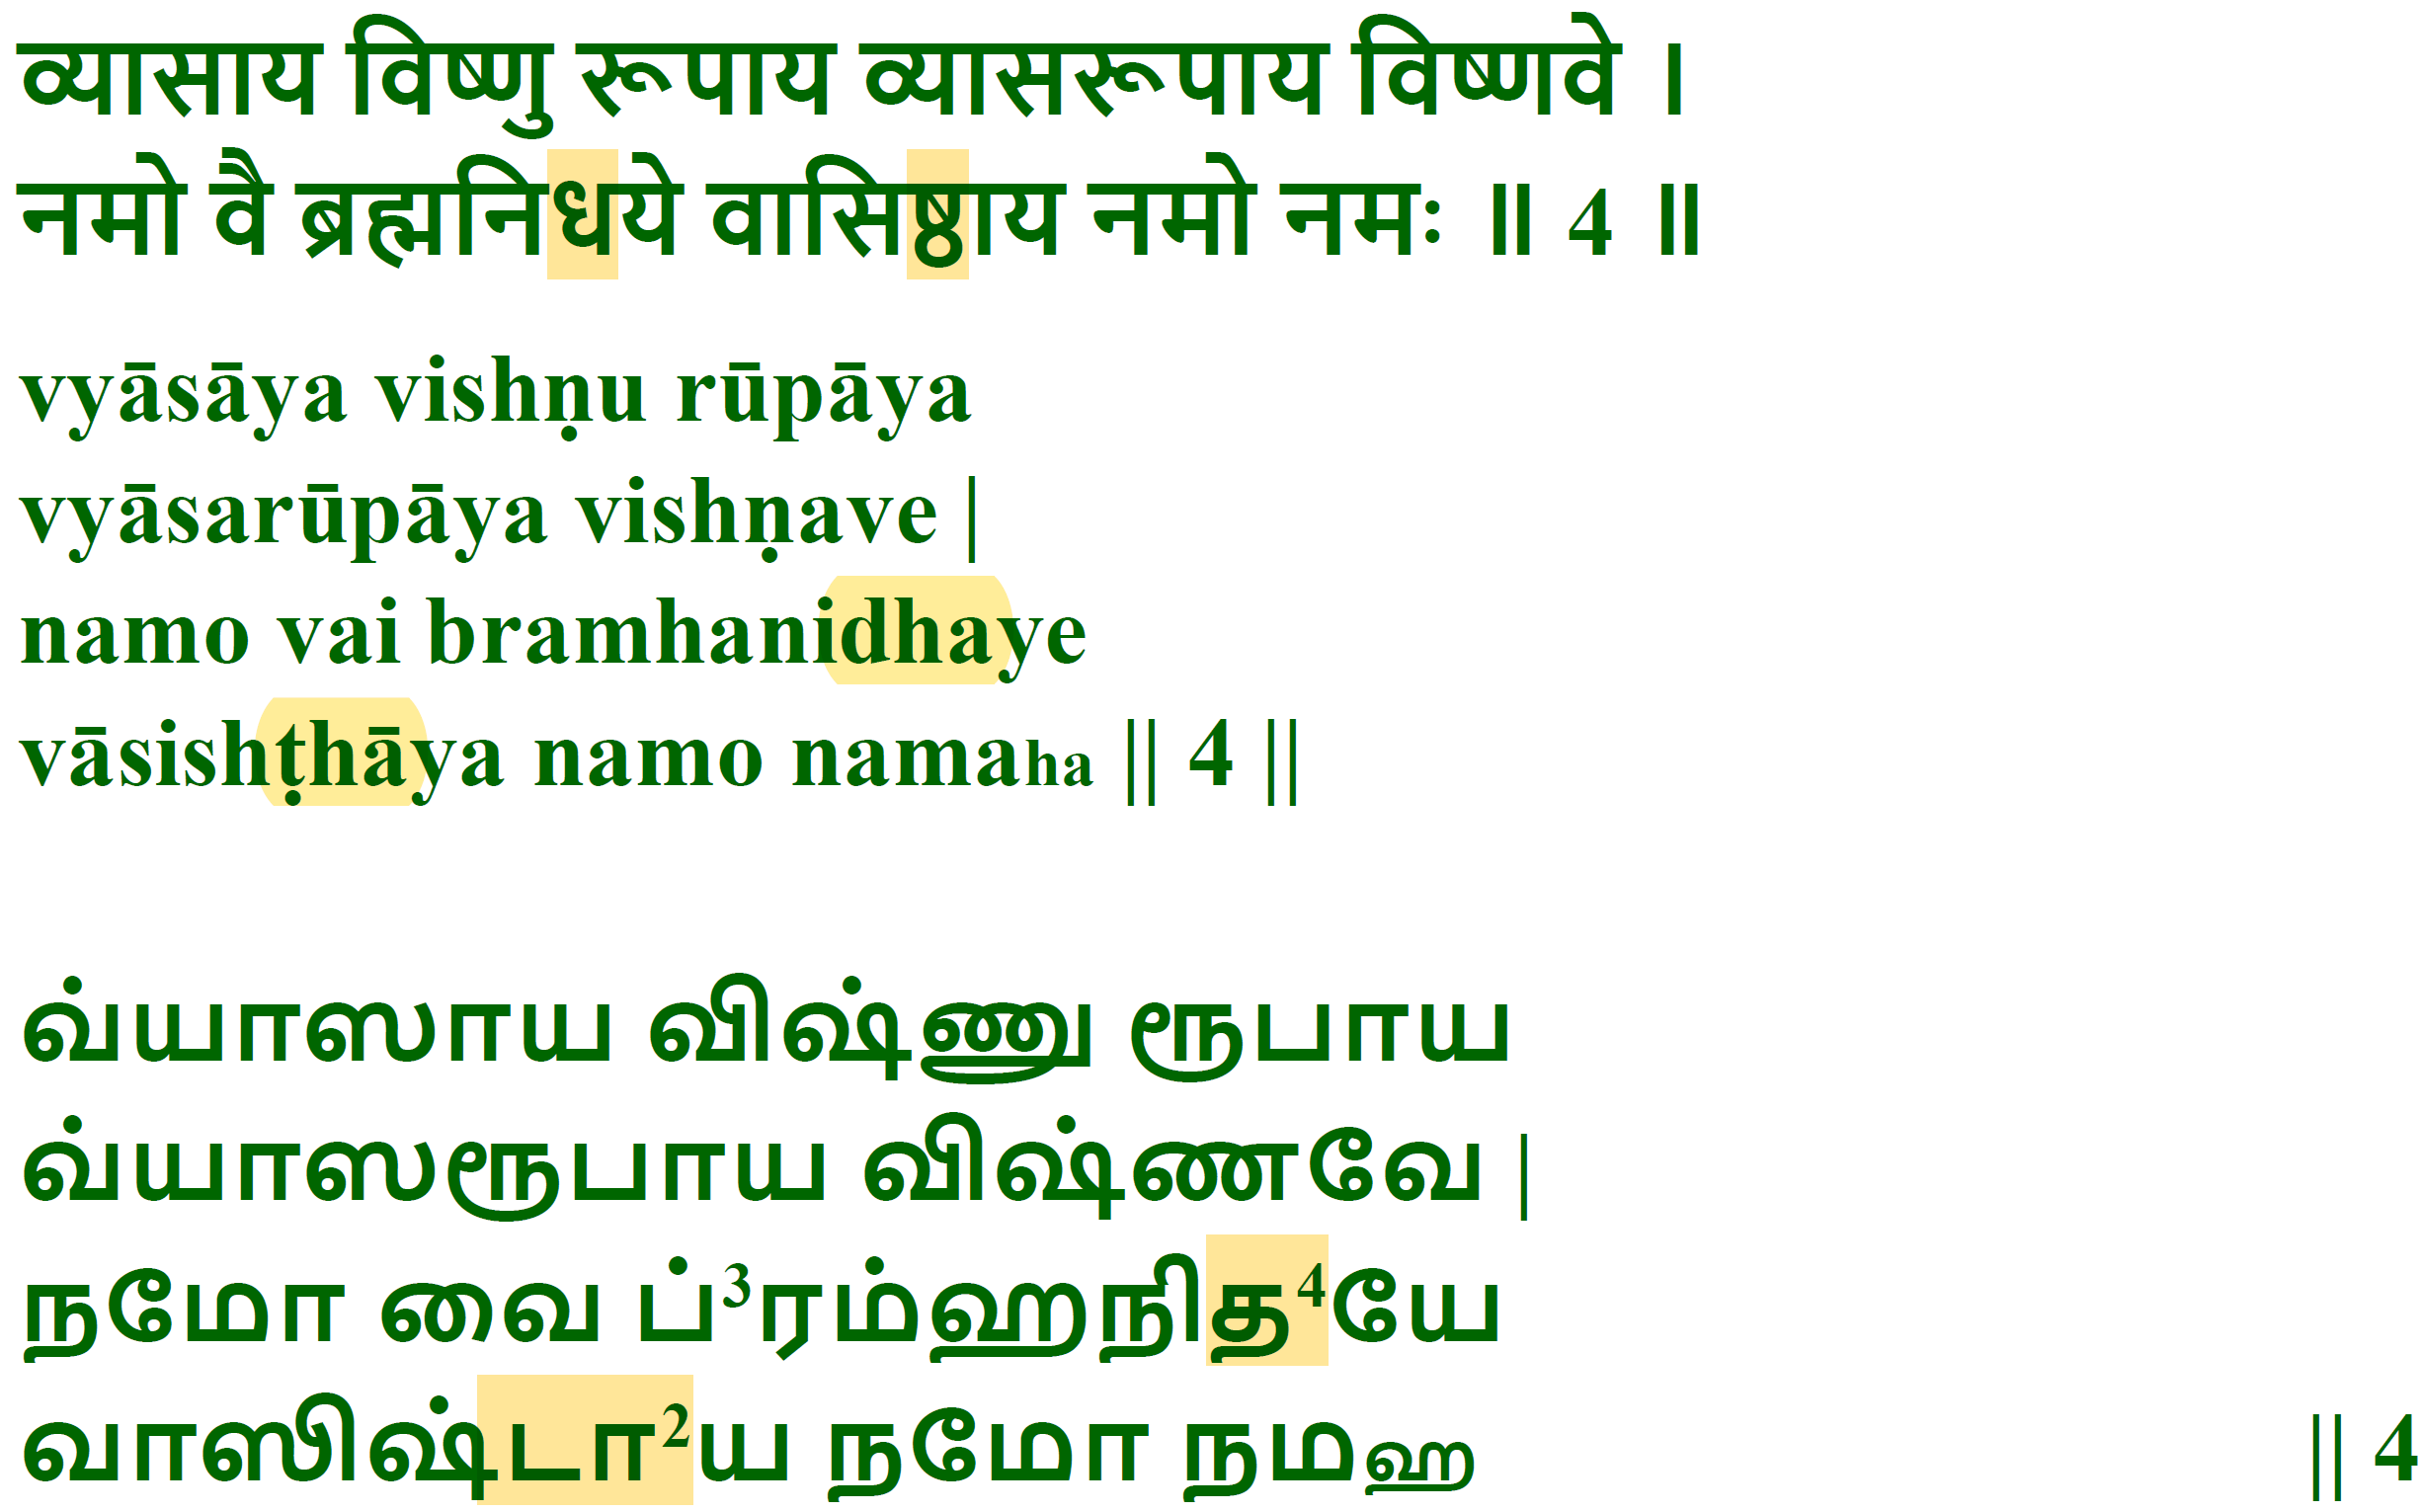 व्यासाय विष्णु रूपाय व्यासरूपाय विष्णवे ।
नमो वै ब्रह्मनिधये वासिष्ठाय नमो नमः ॥ 4 ॥
vyāsāya vishṇu rūpāya
vyāsarūpāya vishṇave |
namo vai bramhanidhaye
vāsishṭhāya namo namaha || 4 ||
வ்யாஸாய விஷ்ணு ரூபாய
வ்யாஸரூபாய விஷ்ணவே |
நமோ வை ப்³ரம்ஹநித⁴யே
வாஸிஷ்டா²ய நமோ நமஹ || 4